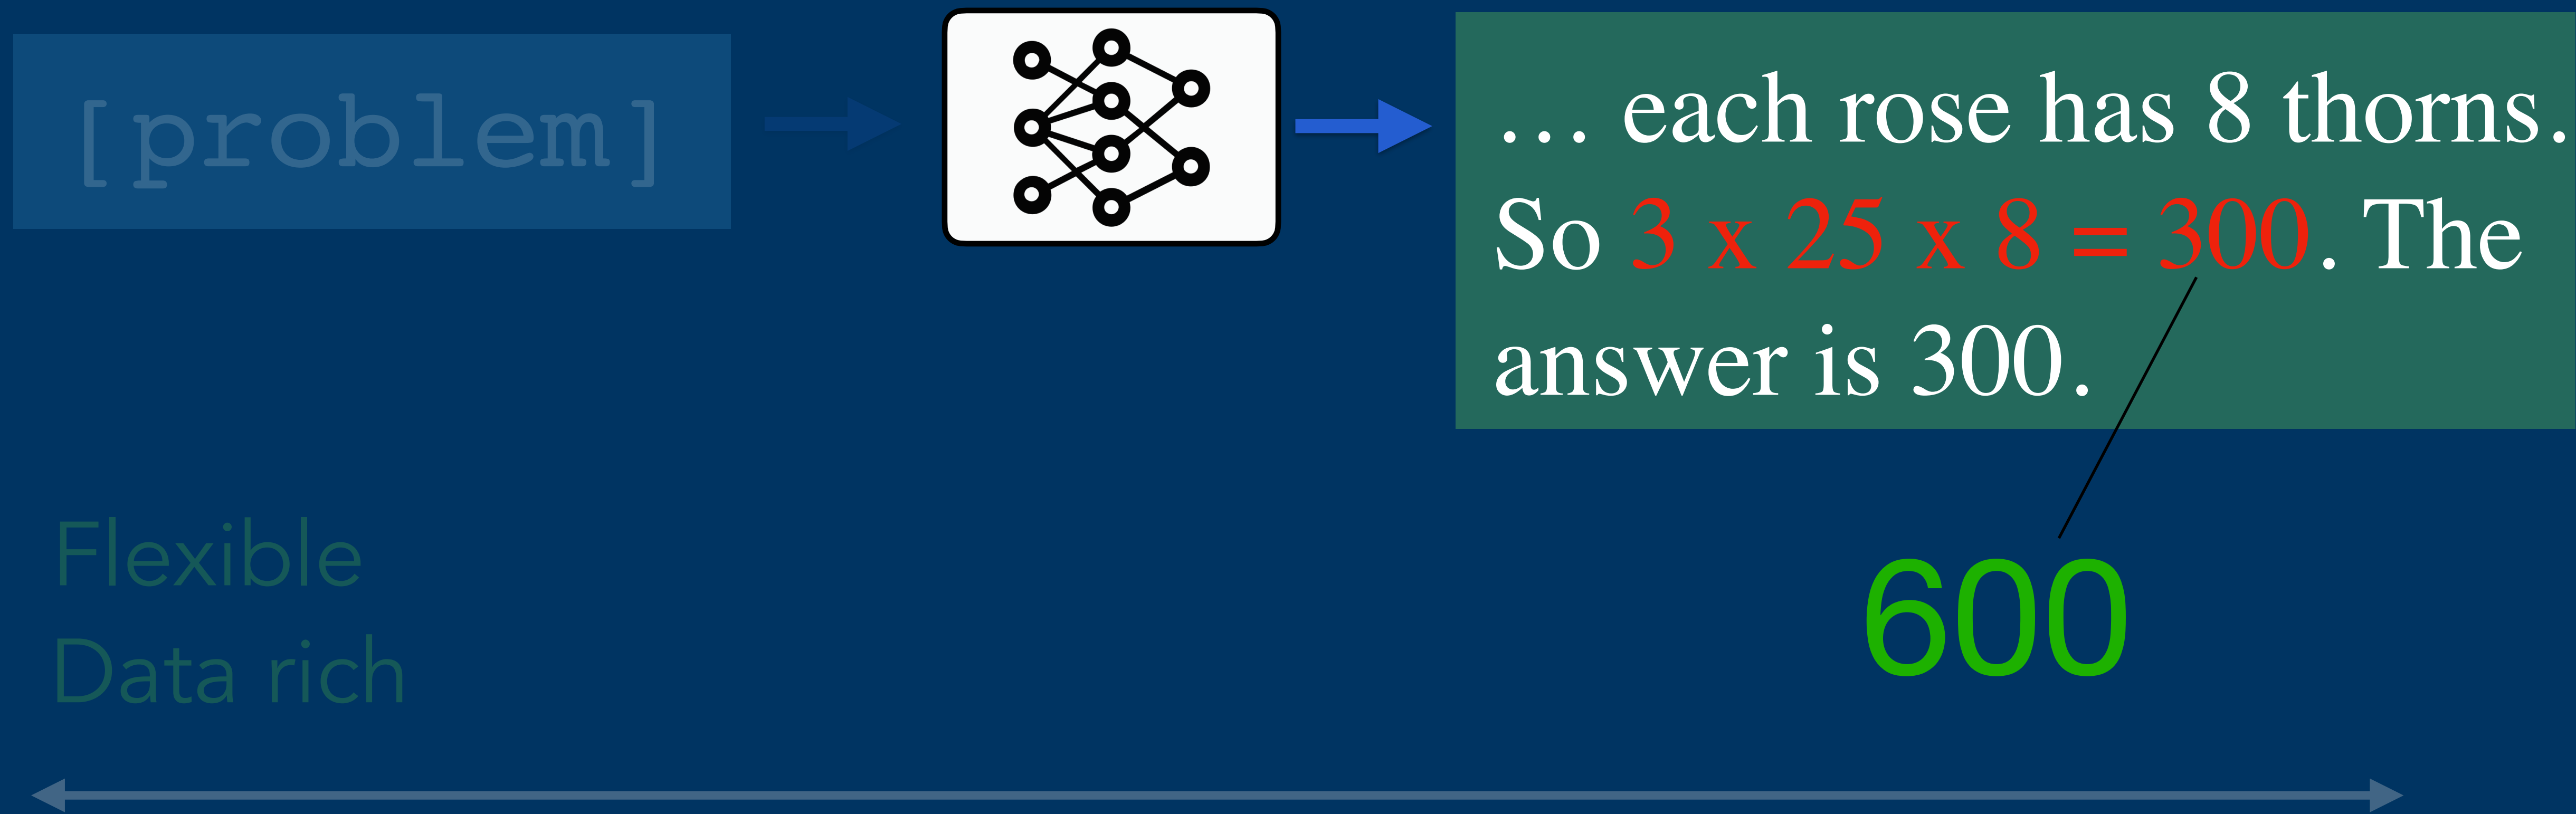 [problem]
… each rose has 8 thorns.
So 3 x 25 x 8 = 300. The
answer is 300.
600
Flexible
Data rich